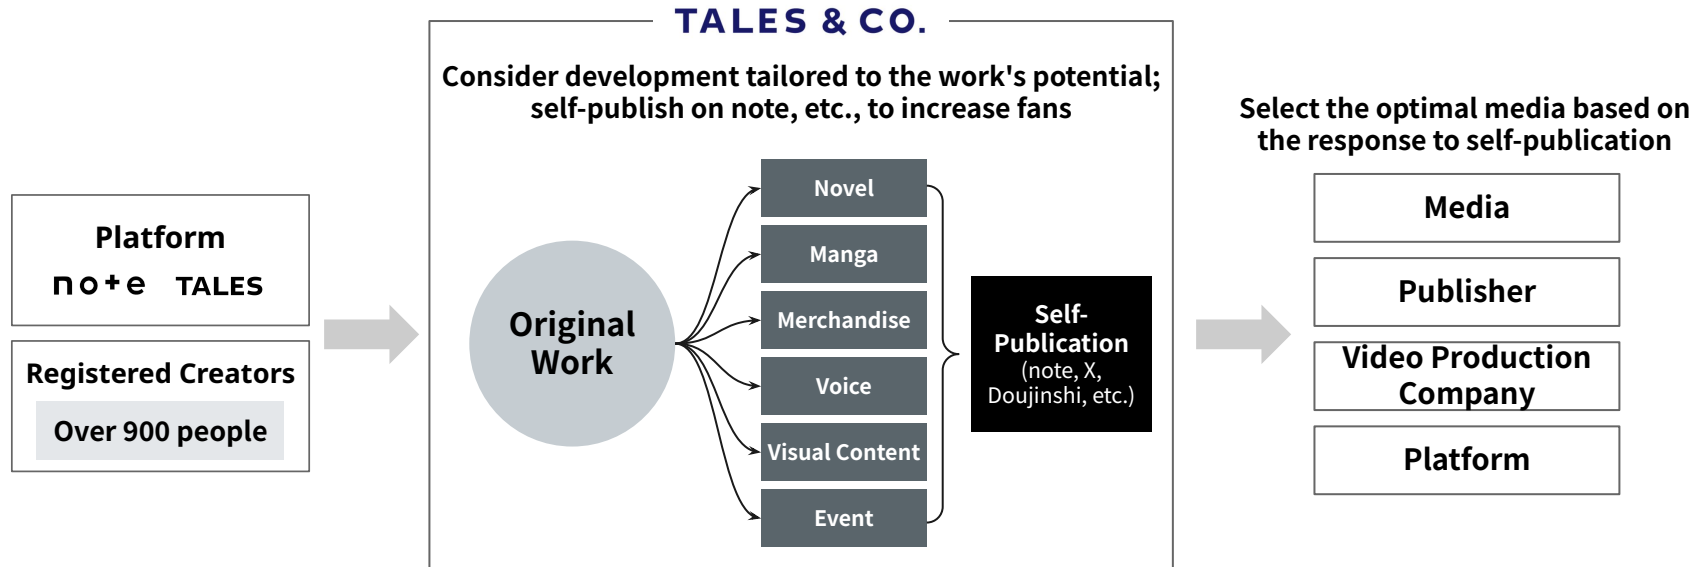 TALES & CO.
Consider development tailored to the work's potential;
self-publish on note, etc., to increase fans
Select the optimal media based on
the response to self-publication
Platform
note TALES
Registered Creators
Over 900 people
Original
Work
Novel
Manga
Merchandise
Voice
Visual Content
Event
Self-
Publication
(note, X,
Doujinshi, etc.)
Media
Publisher
Video Production
Company
Platform